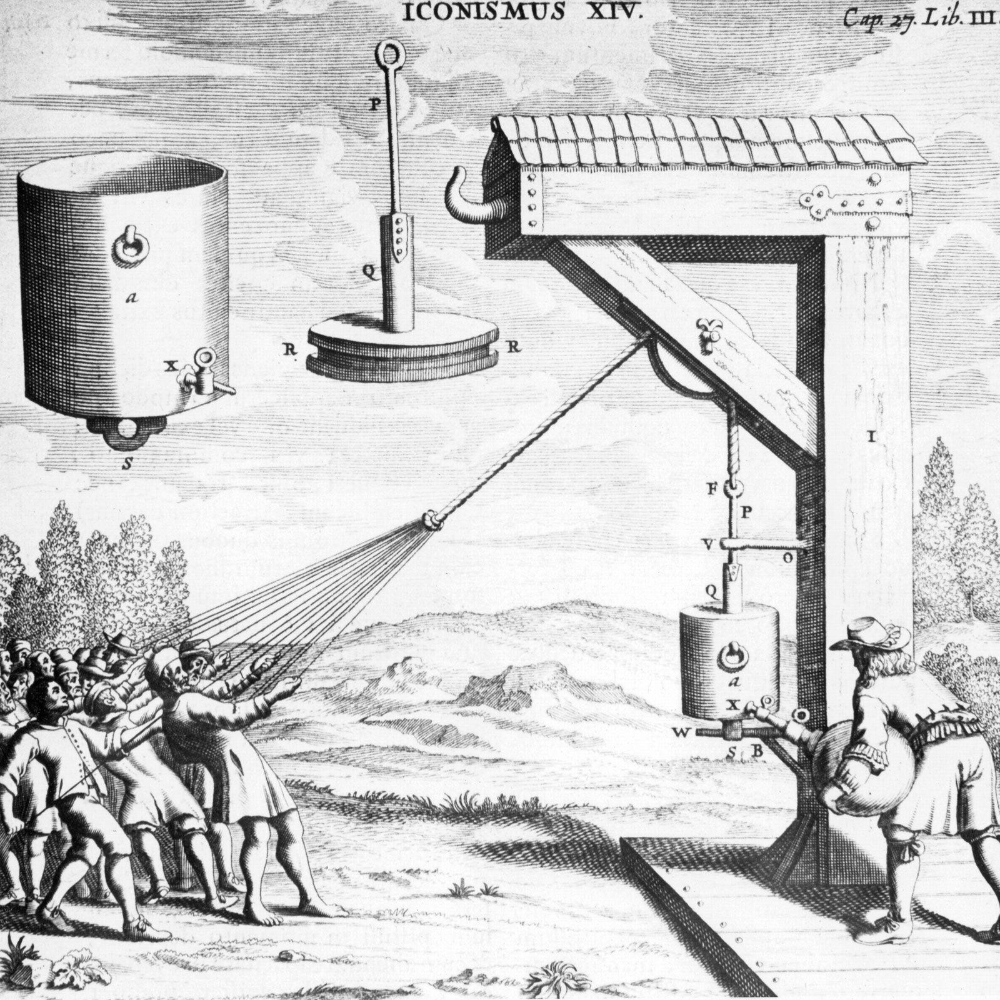 ICONISMUS XIV.
Cap. 27. Lib. III.
P
Q
R
R
a
X
S
I
F
P
V
O
Q
a
X
W
S
B